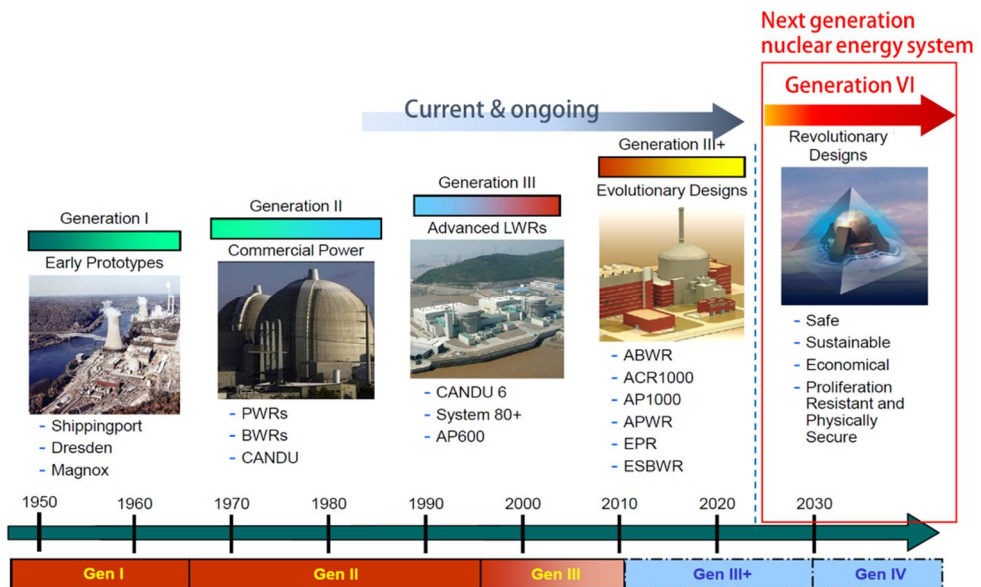 Next generation
nuclear energy system
Generation VI
Current & ongoing
Revolutionary
Designs
Generation III+
Evolutionary Designs
Generation III
Advanced LWRs
Generation II
Commercial Power
Generation I
Early Prototypes
- Shippingport
- Dresden
- Magnox
- PWRs
- BWRs
- CANDU
- CANDU 6
- System 80+
- AP600
- ABWR
- ACR1000
- AP1000
- APWR
- EPR
- ESBWR
- Safe
- Sustainable
- Economical
- Proliferation
Resistant and
Physically
Secure
1950 1960 1970 1980 1990 2000 2010 2020 2030
Gen I Gen II Gen III Gen III+ Gen IV